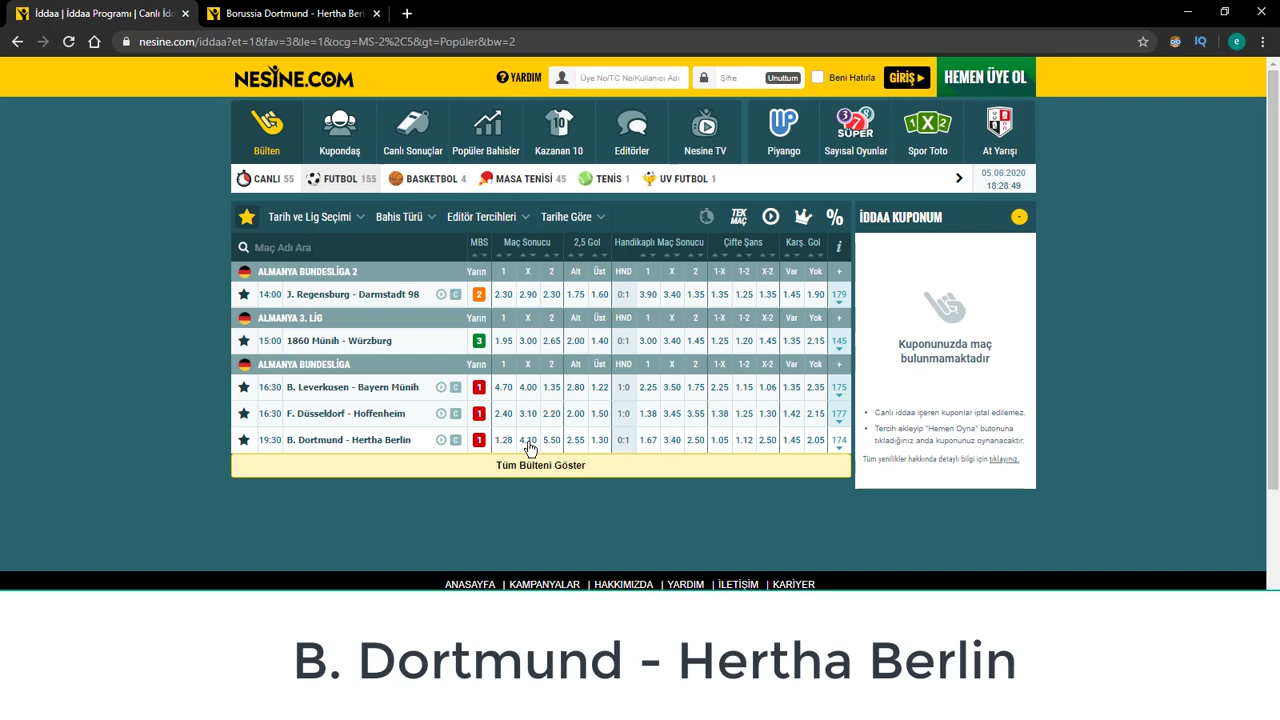 İddaa | İddaa Programı | Canlı İdd
Borussia Dortmund - Hertha Berl
nesine.com/iddaa?et=1&fav=3&le=1&ocg=MS-2%2C5&gt=Popüler&bw=2
IQ
e
NESINE.COM
YARDIM
Üye No/TC No/Kullanıcı Adı
Şifre
Unuttum
Beni Hatırla
GİRİŞ
HEMEN ÜYE OL
Bülten
Kupondaş
Canlı Sonuçlar
Popüler Bahisler
10
Kazanan 10
Editörler
Nesine TV
Piyango
SÜPER
Sayısal Oyunlar
1 X 2
Spor Toto
At Yarışı
CANLI 55
FUTBOL 155
BASKETBOL 4
MASA TENİSİ 45
TENİS 1
UV FUTBOL 1
05.06.2020
18:28:49
Tarih ve Lig Seçimi
Bahis Türü
Editör Tercihleri
Tarihe Göre
TEK MAÇ
%
İDDAA KUPONUM
-
Maç Adı Ara
MBS
Maç Sonucu
2,5 Gol
Handikaplı Maç Sonucu
Çifte Şans
Karş. Gol
i
ALMANYA BUNDESLİGA 2 Yarın 1 X 2 Alt Üst HND 1 X 2 1-X 1-2 X-2 Var Yok +
14:00 J. Regensburg - Darmstadt 98 C 2 2.30 2.90 2.30 1.75 1.60 0:1 3.90 3.40 1.35 1.35 1.25 1.35 1.45 1.90 179
ALMANYA 3. LİG Yarın 1 X 2 Alt Üst HND 1 X 2 1-X 1-2 X-2 Var Yok +
15:00 1860 Münih - Würzburg 3 1.95 3.00 2.65 2.00 1.40 0:1 3.00 3.40 1.45 1.25 1.20 1.45 1.35 2.15 145
ALMANYA BUNDESLİGA Yarın 1 X 2 Alt Üst HND 1 X 2 1-X 1-2 X-2 Var Yok +
16:30 B. Leverkusen - Bayern Münih C 1 4.70 4.00 1.35 2.80 1.22 1:0 2.25 3.50 1.75 2.25 1.15 1.06 1.35 2.35 175
16:30 F. Düsseldorf - Hoffenheim C 1 2.40 3.10 2.20 2.00 1.50 1:0 1.38 3.45 3.55 1.38 1.25 1.30 1.42 2.15 177
19:30 B. Dortmund - Hertha Berlin C 1 1.28 4.10 5.50 2.55 1.30 0:1 1.67 3.40 2.50 1.05 1.12 2.50 1.45 2.05 174
Tüm Bülteni Göster
Kuponunuzda maç
bulunmamaktadır
• Canlı iddaa içeren kuponlar iptal edilemez.
• Tercih ekleyip "Hemen Oyna" butonuna
tıkladığınız anda kuponunuz oynanacaktır.
Tüm yenilikler hakkında detaylı bilgi için tıklayınız.
ANASAYFA | KAMPANYALAR | HAKKIMIZDA | YARDIM | İLETİŞİM | KARİYER
B. Dortmund - Hertha Berlin